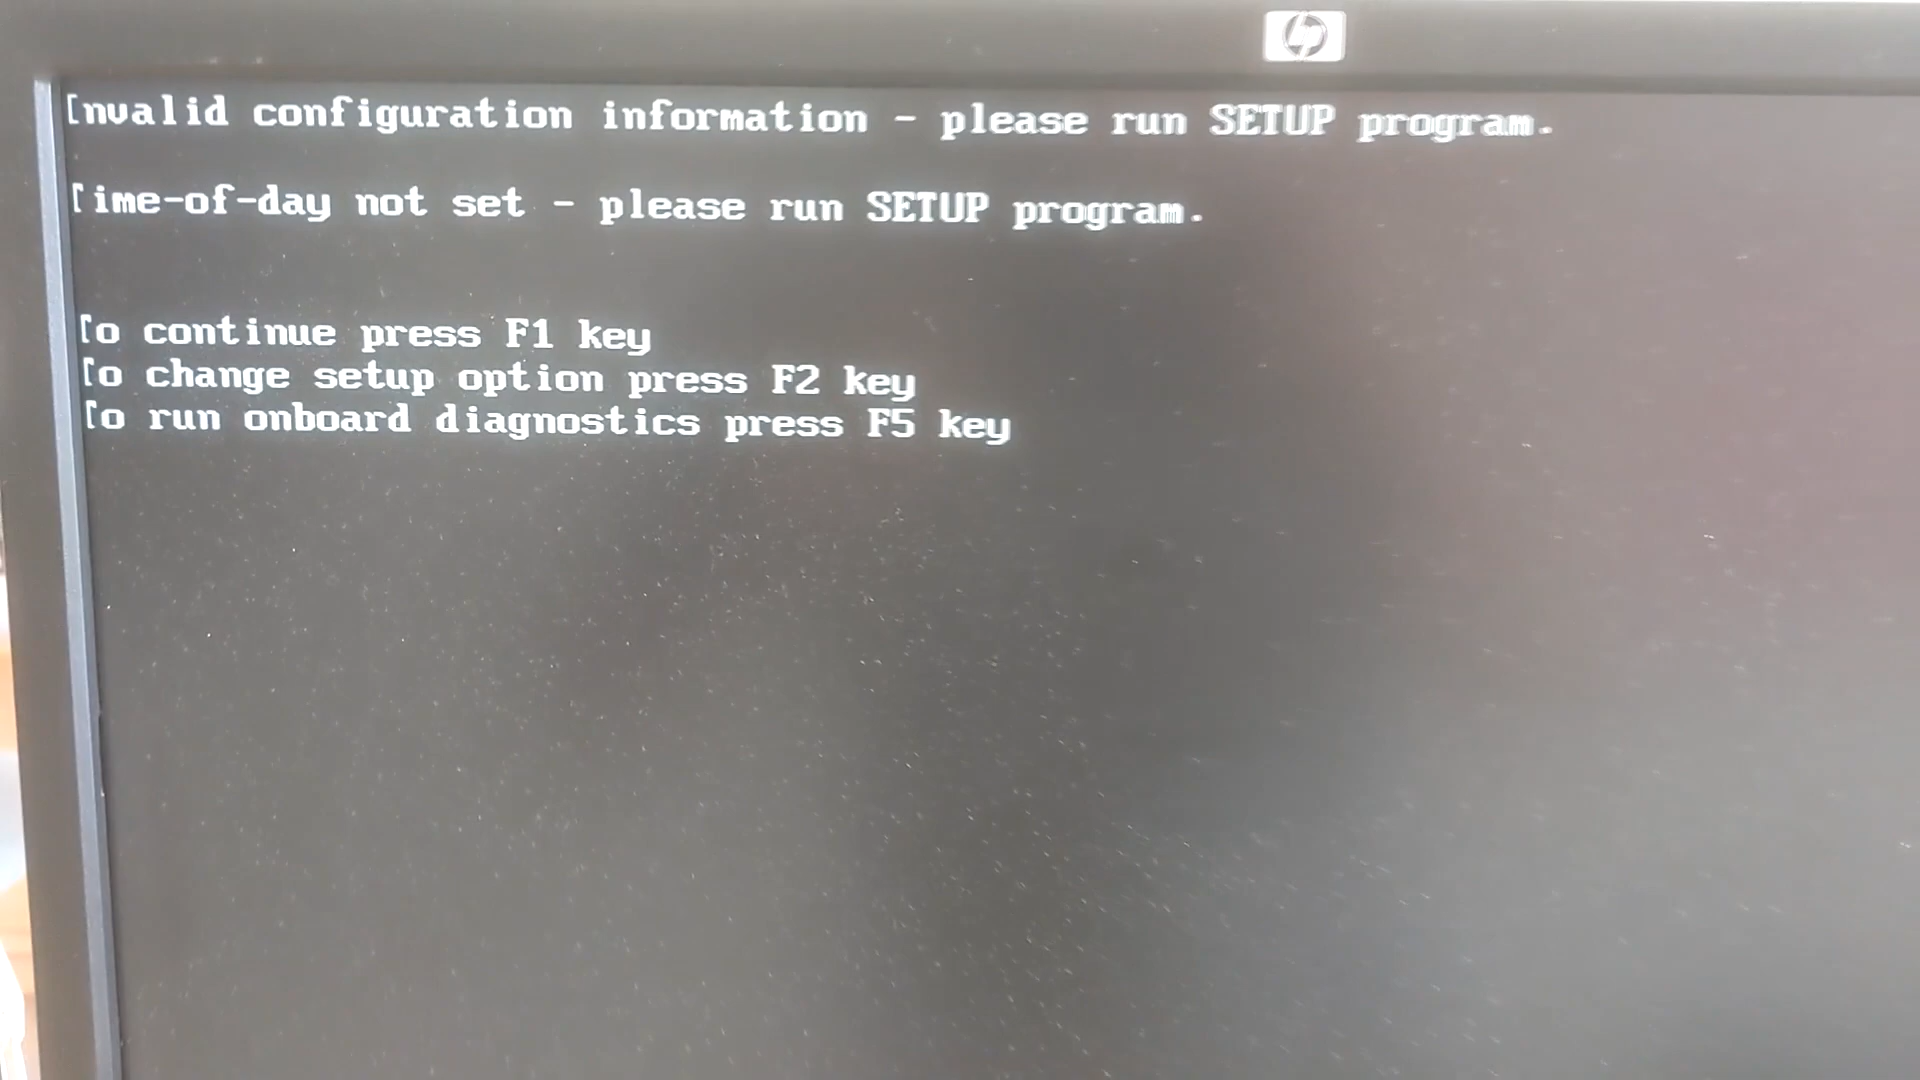 hp
Invalid configuration information - please run SETUP program.
Time-of-day not set - please run SETUP program.
To continue press F1 key
To change setup option press F2 key
To run onboard diagnostics press F5 key